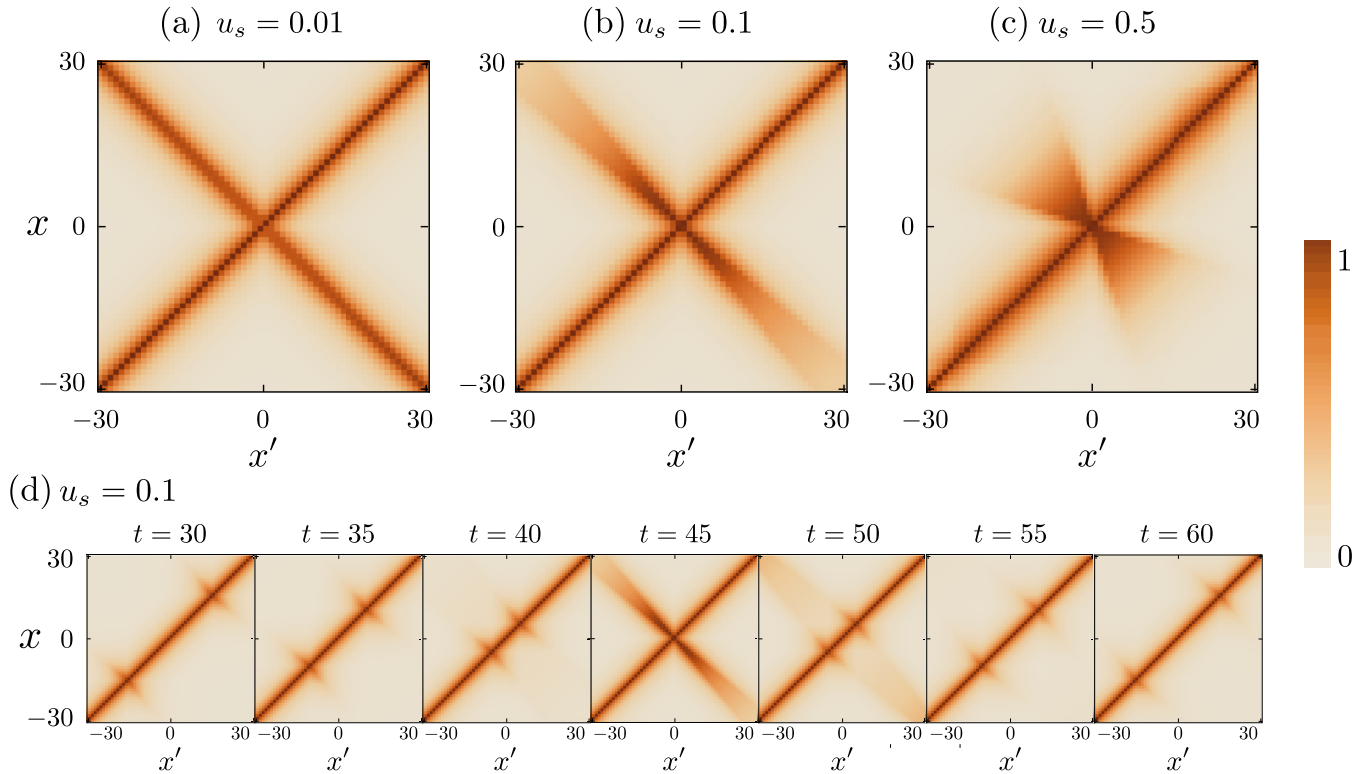 (a) u_s = 0.01 (b) u_s = 0.1 (c) u_s = 0.5
30 30 30
x 0 0 0
−30 −30 −30
−30 0 30 −30 0 30 −30 0 30
x′ x′ x′
1
0
(d) u_s = 0.1
t = 30 t = 35 t = 40 t = 45 t = 50 t = 55 t = 60
30
x 0
−30
−30 0 30 −30 0 30 −30 0 30 −30 0 30 −30 0 30 −30 0 30 −30 0 30
x′ x′ x′ x′ x′ x′ x′